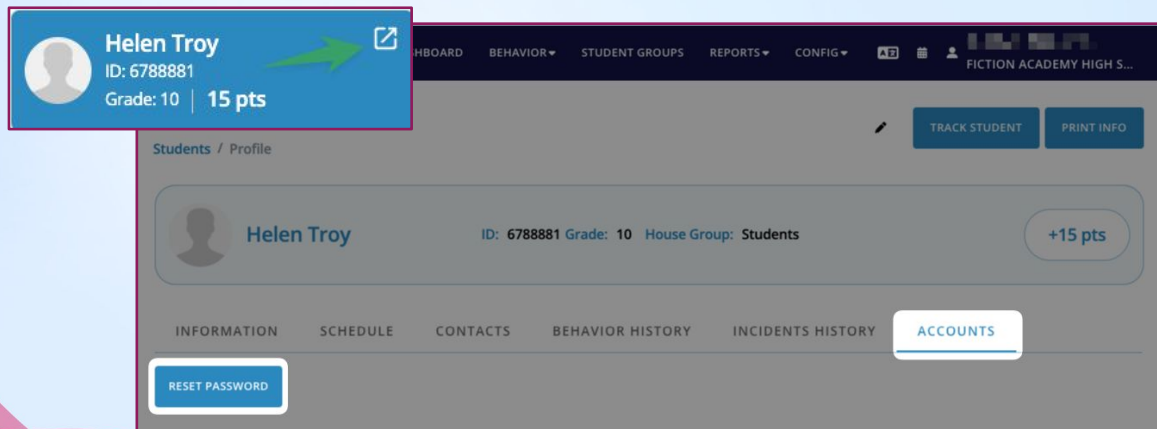 Helen Troy
ID: 6788881
Grade: 10 | 15 pts
HBOARD BEHAVIOR STUDENT GROUPS REPORTS CONFIG
FICTION ACADEMY HIGH S...
Students / Profile
TRACK STUDENT PRINT INFO
Helen Troy ID: 6788881 Grade: 10 House Group: Students +15 pts
INFORMATION SCHEDULE CONTACTS BEHAVIOR HISTORY INCIDENTS HISTORY ACCOUNTS
RESET PASSWORD